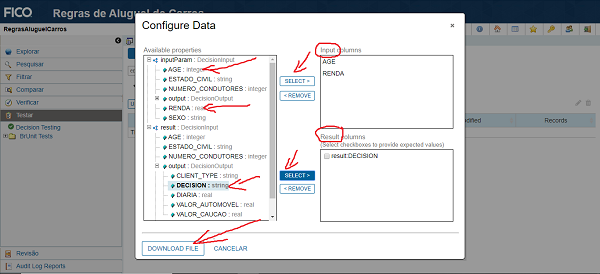 FICO
Regras de Aluguel de Carros
RegrasAluguelCarros
Explorar
Pesquisar
Filtrar
Comparar
Verificar
Testar
Decision Testing
BrUnit Tests
Revisão
Audit Log Reports
Configure Data
×
Available properties
inputParam : DecisionInput
AGE : integer
ESTADO_CIVIL : string
NUMERO_CONDUTORES : integer
output : DecisionOutput
RENDA : real
SEXO : string
result : DecisionInput
AGE : integer
ESTADO_CIVIL : string
NUMERO_CONDUTORES : integer
output : DecisionOutput
CLIENT_TYPE : string
DECISION : string
DIARIA : real
VALOR_AUTOMOVEL : real
VALOR_CAUCAO : real
SELECT >
< REMOVE
SELECT >
< REMOVE
Input columns
AGE
RENDA
Result columns
(Select checkboxes to provide expected values)
result:DECISION
DOWNLOAD FILE
CANCELAR
Records